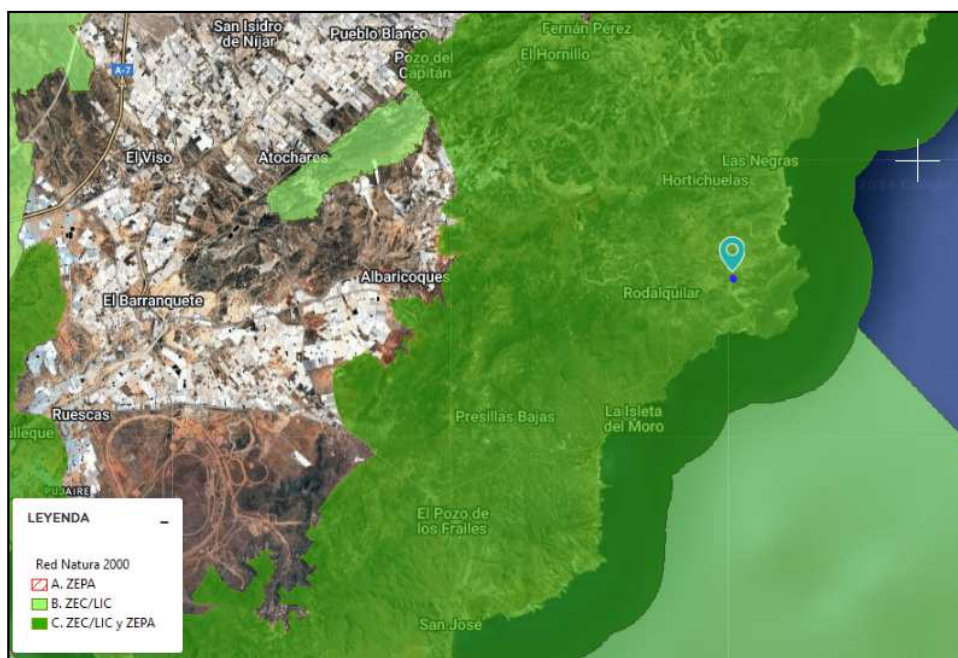 San Isidro
de Níjar
Pueblo Blanco
Fernán Pérez
Pozo del
Capitán
El Hornillo
A-7
El Viso
Atochares
Las Negras
Hortichuelas
Albaricoques
Rodalquilar
El Barranquete
Ruescas
Presillas Bajas
La Isleta
del Moro
PUJAIRE
El Pozo de
los Frailes
San José
LEYENDA
Red Natura 2000
A. ZEPA
B. ZEC/LIC
C. ZEC/LIC y ZEPA